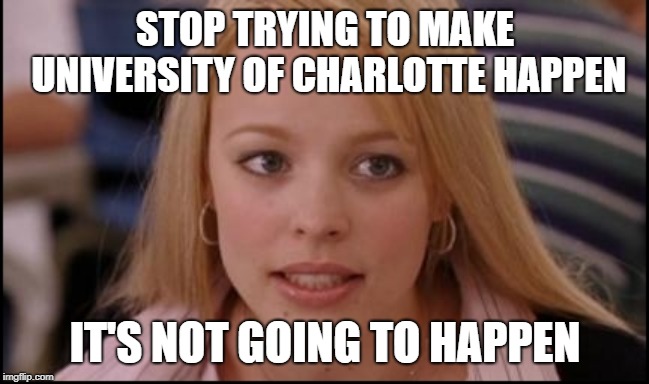 STOP TRYING TO MAKE
UNIVERSITY OF CHARLOTTE HAPPEN
IT'S NOT GOING TO HAPPEN
imgflip.com